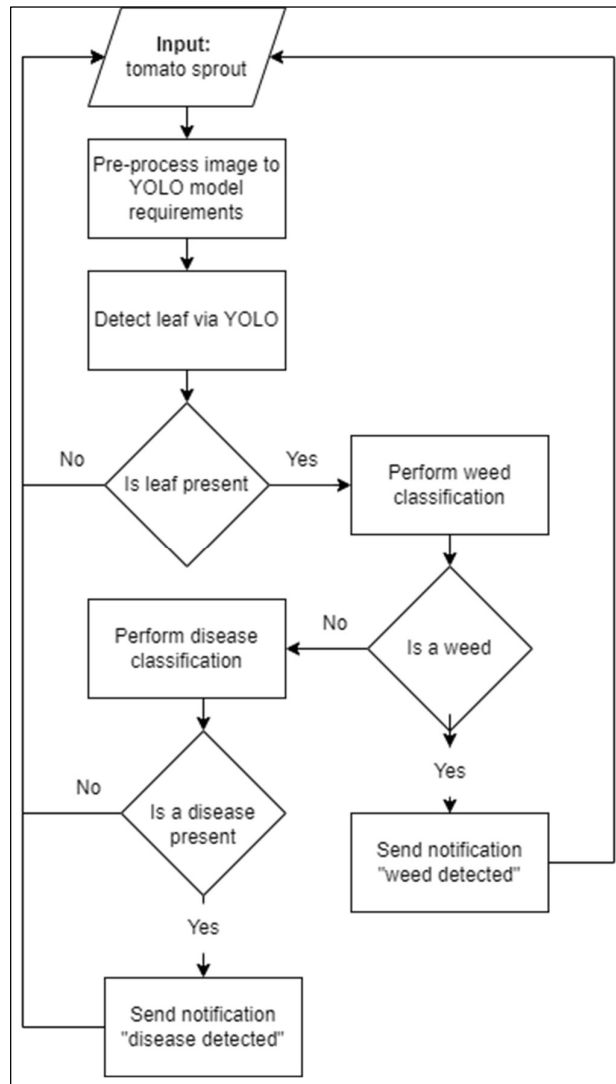 Input:
tomato sprout
Pre-process image to
YOLO model
requirements
Detect leaf via YOLO
No
Is leaf present
Yes
Perform weed
classification
Perform disease
classification
No
Is a weed
No
Is a disease
present
Yes
Send notification
"weed detected"
Yes
Send notification
"disease detected"